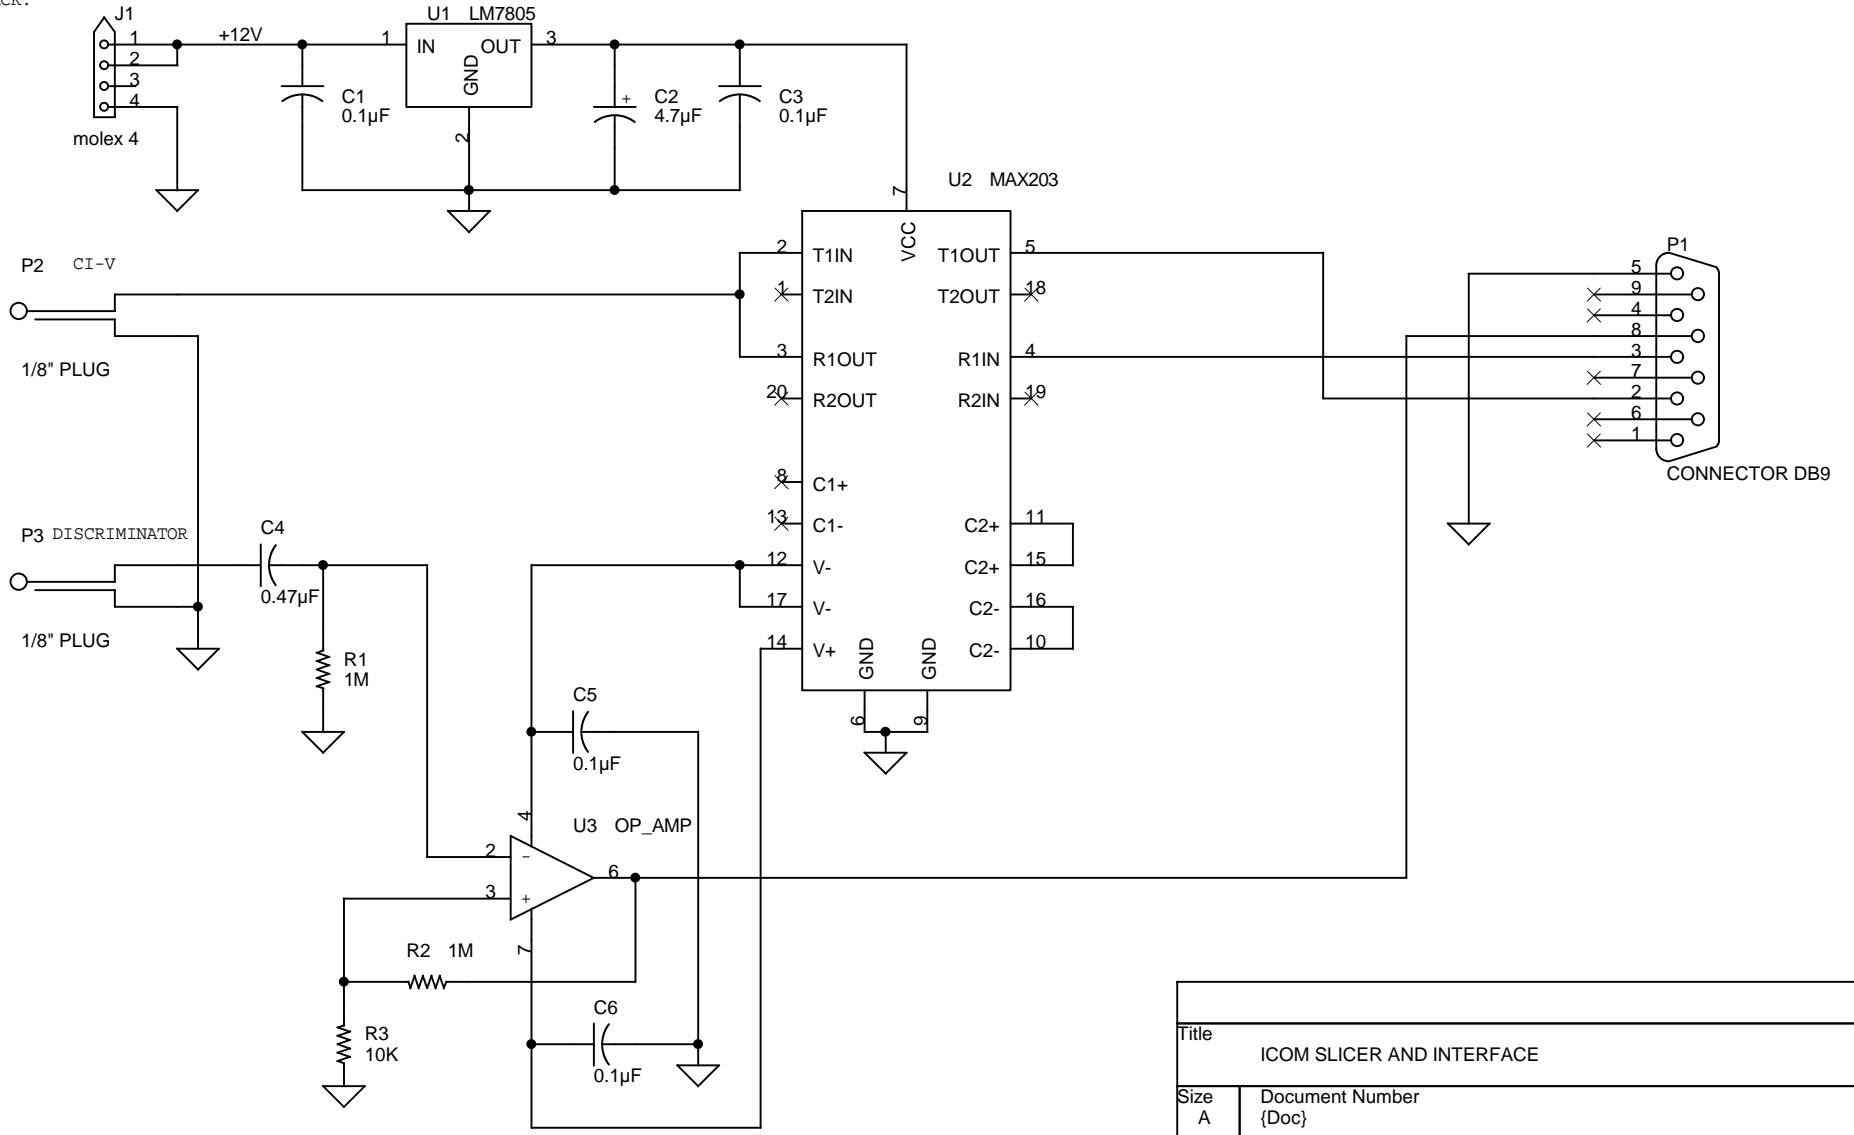 J1
1
2
3
4
molex 4
+12V
U1 LM7805
1 IN OUT 3
GND
2
C1
0.1µF
C2
4.7µF
+
C3
0.1µF
U2 MAX203
7
VCC
2 T1IN T1OUT 5
1 T2IN T2OUT 18
3 R1OUT R1IN 4
20 R2OUT R2IN 19
8 C1+
13 C1- C2+ 11
12 V- C2+ 15
17 V- C2- 16
14 V+ C2- 10
GND GND
6 9
P2 CI-V
1/8" PLUG
P3 DISCRIMINATOR
1/8" PLUG
C4
0.47µF
R1
1M
C5
0.1µF
U3 OP_AMP
4
2 -
3 +
6
7
R2 1M
R3
10K
C6
0.1µF
P1
5
9
4
8
3
7
2
6
1
CONNECTOR DB9
Title
ICOM SLICER AND INTERFACE
Size
A
Document Number
{Doc}